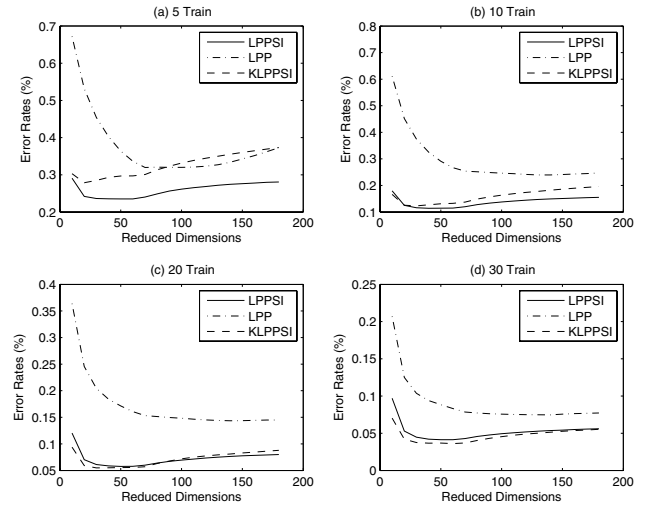 (a) 5 Train
0.7
0.6
0.5
0.4
0.3
0.2
0
50
100
150
200
Error Rates (%)
Reduced Dimensions
LPPSI
LPP
KLPPSI
(b) 10 Train
0.8
0.7
0.6
0.5
0.4
0.3
0.2
0.1
0
50
100
150
200
Error Rates (%)
Reduced Dimensions
LPPSI
LPP
KLPPSI
(c) 20 Train
0.4
0.35
0.3
0.25
0.2
0.15
0.1
0.05
0
50
100
150
200
Error Rates (%)
Reduced Dimensions
LPPSI
LPP
KLPPSI
(d) 30 Train
0.25
0.2
0.15
0.1
0.05
0
0
50
100
150
200
Error Rates (%)
Reduced Dimensions
LPPSI
LPP
KLPPSI